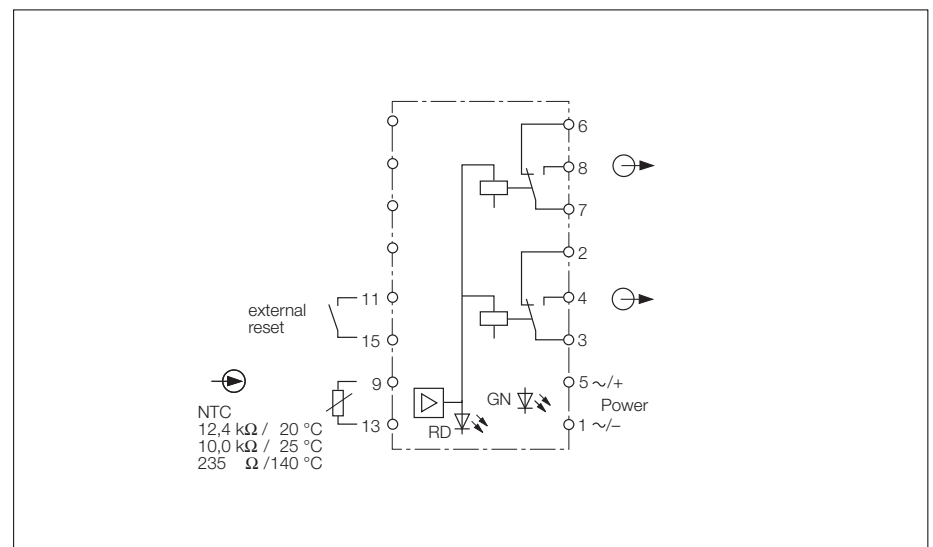 6
8
7
2
4
3
5 ~/+
Power
1 ~/–
11
external
reset
15
9
13
NTC
12,4 kΩ / 20 °C
10,0 kΩ / 25 °C
235 Ω /140 °C
GN
RD